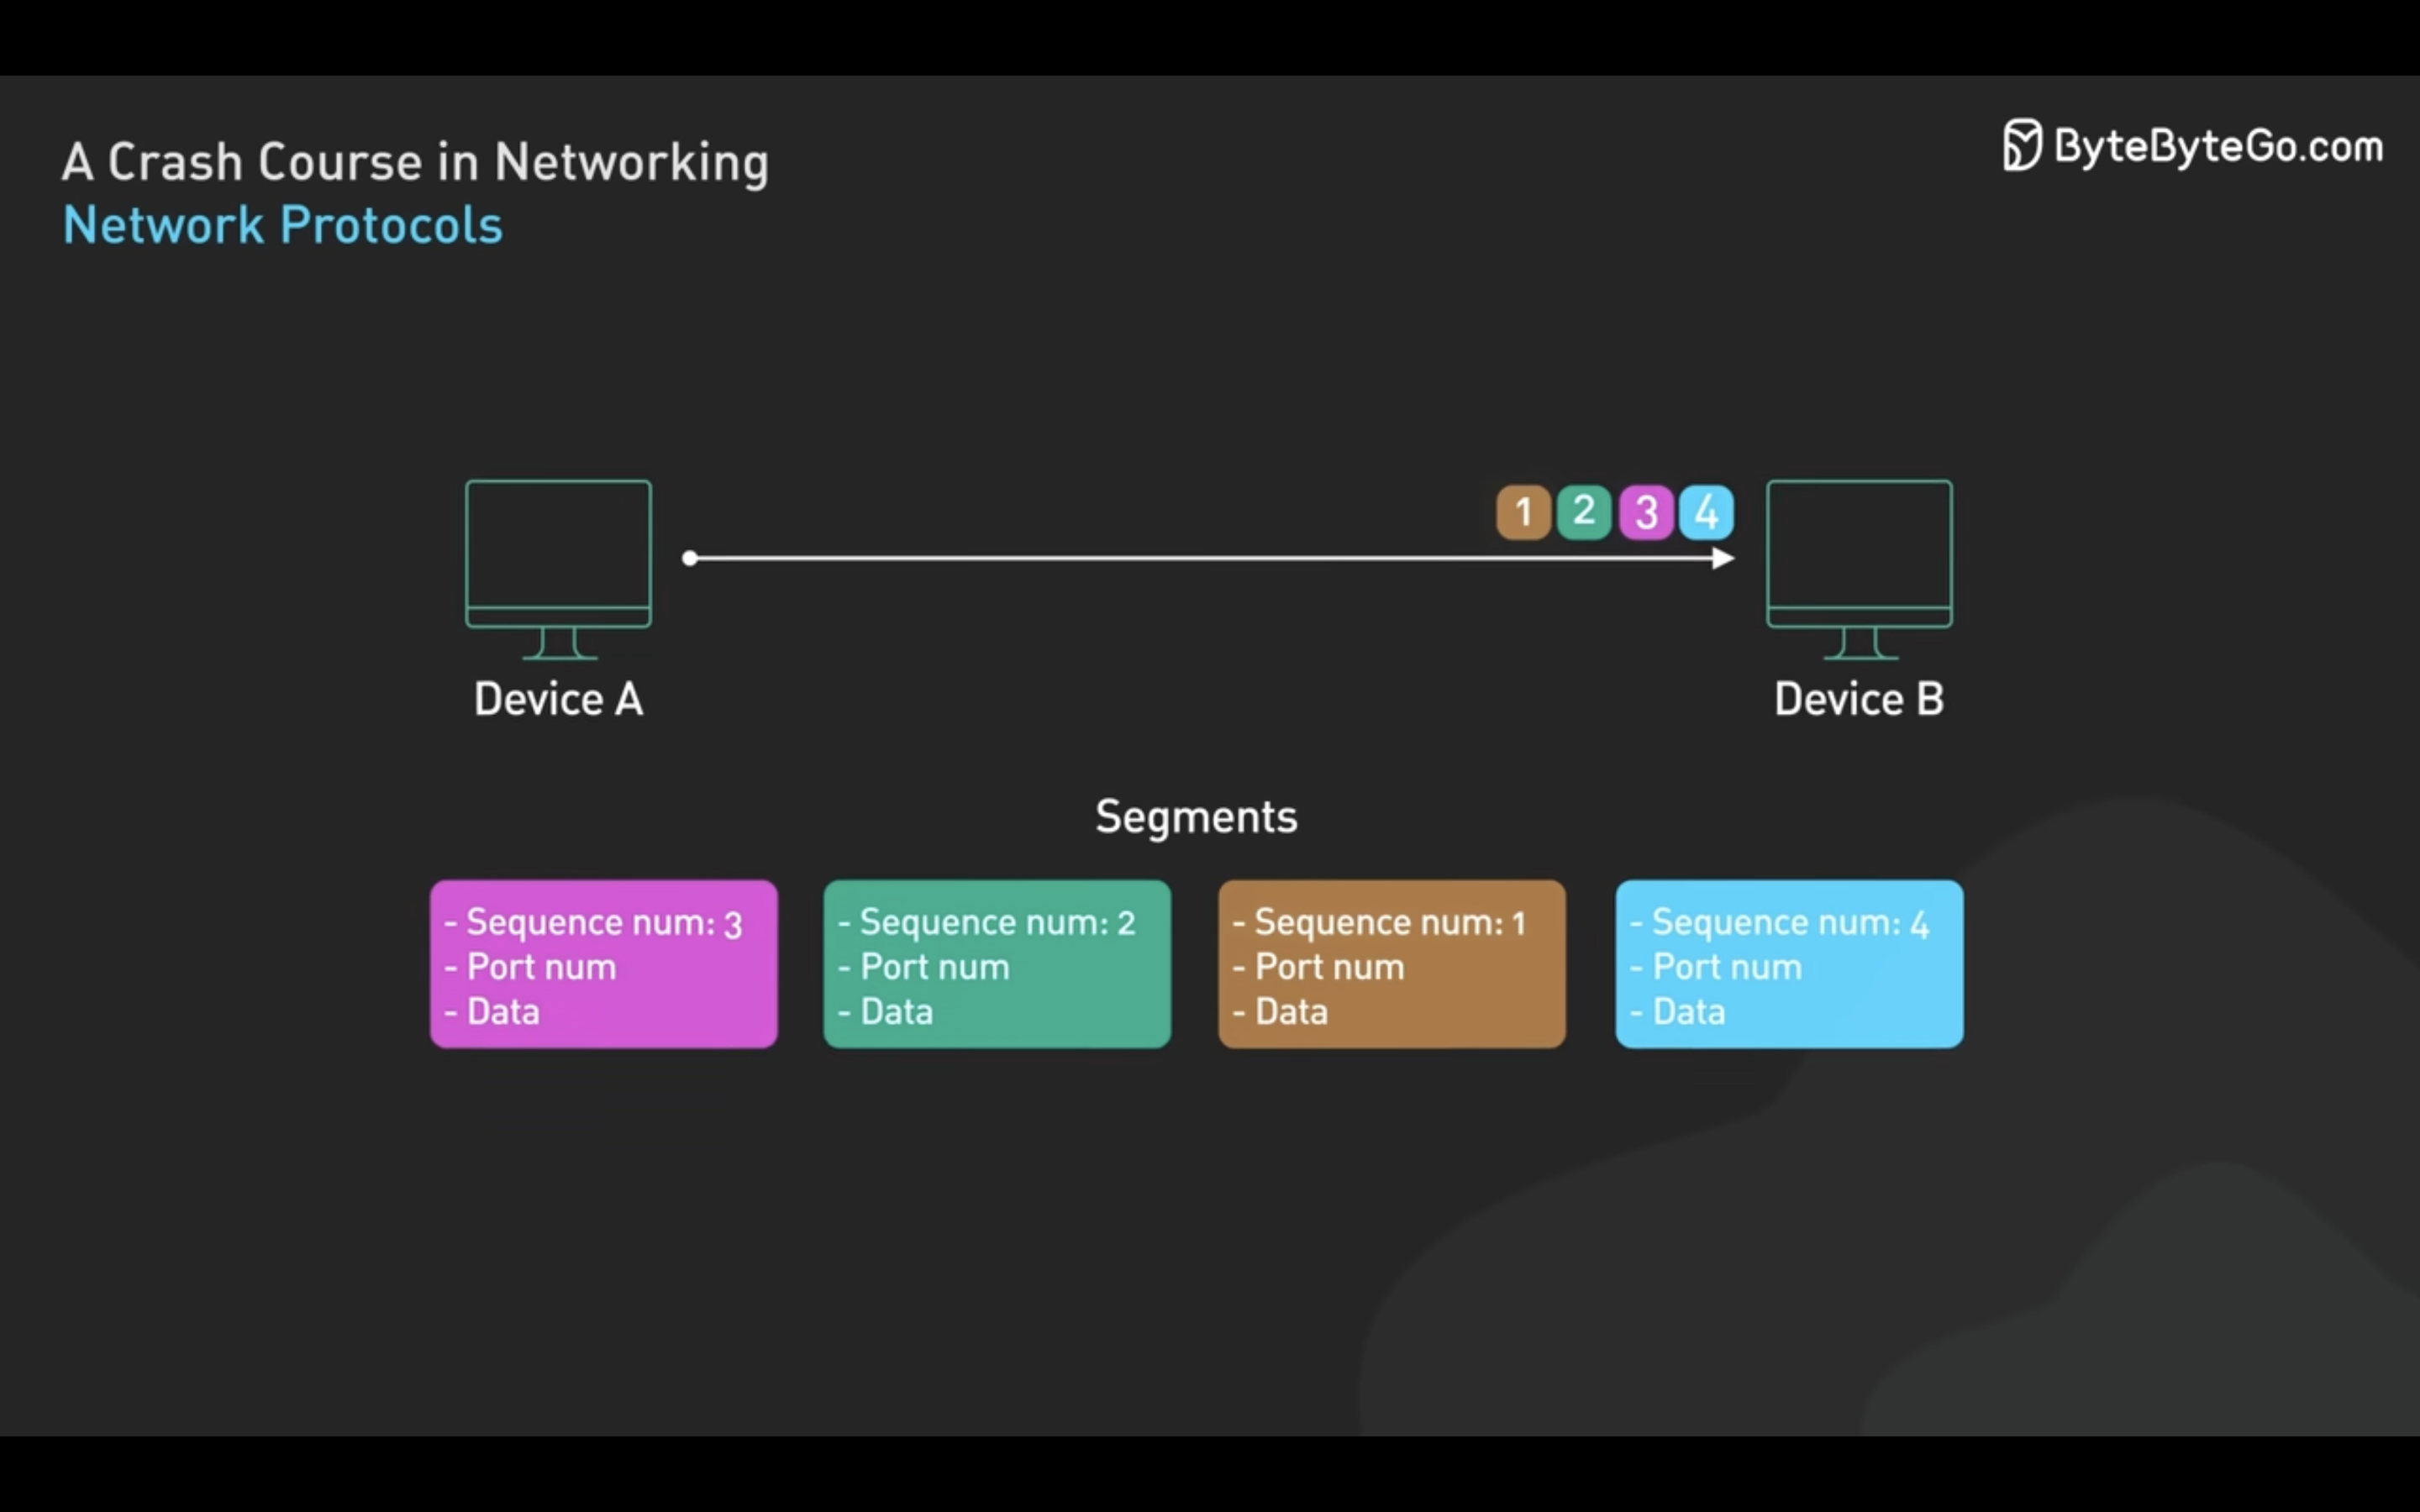 A Crash Course in Networking
Network Protocols
ByteByteGo.com
1 2 3 4
Device A
Device B
Segments
- Sequence num: 3
- Port num
- Data
- Sequence num: 2
- Port num
- Data
- Sequence num: 1
- Port num
- Data
- Sequence num: 4
- Port num
- Data